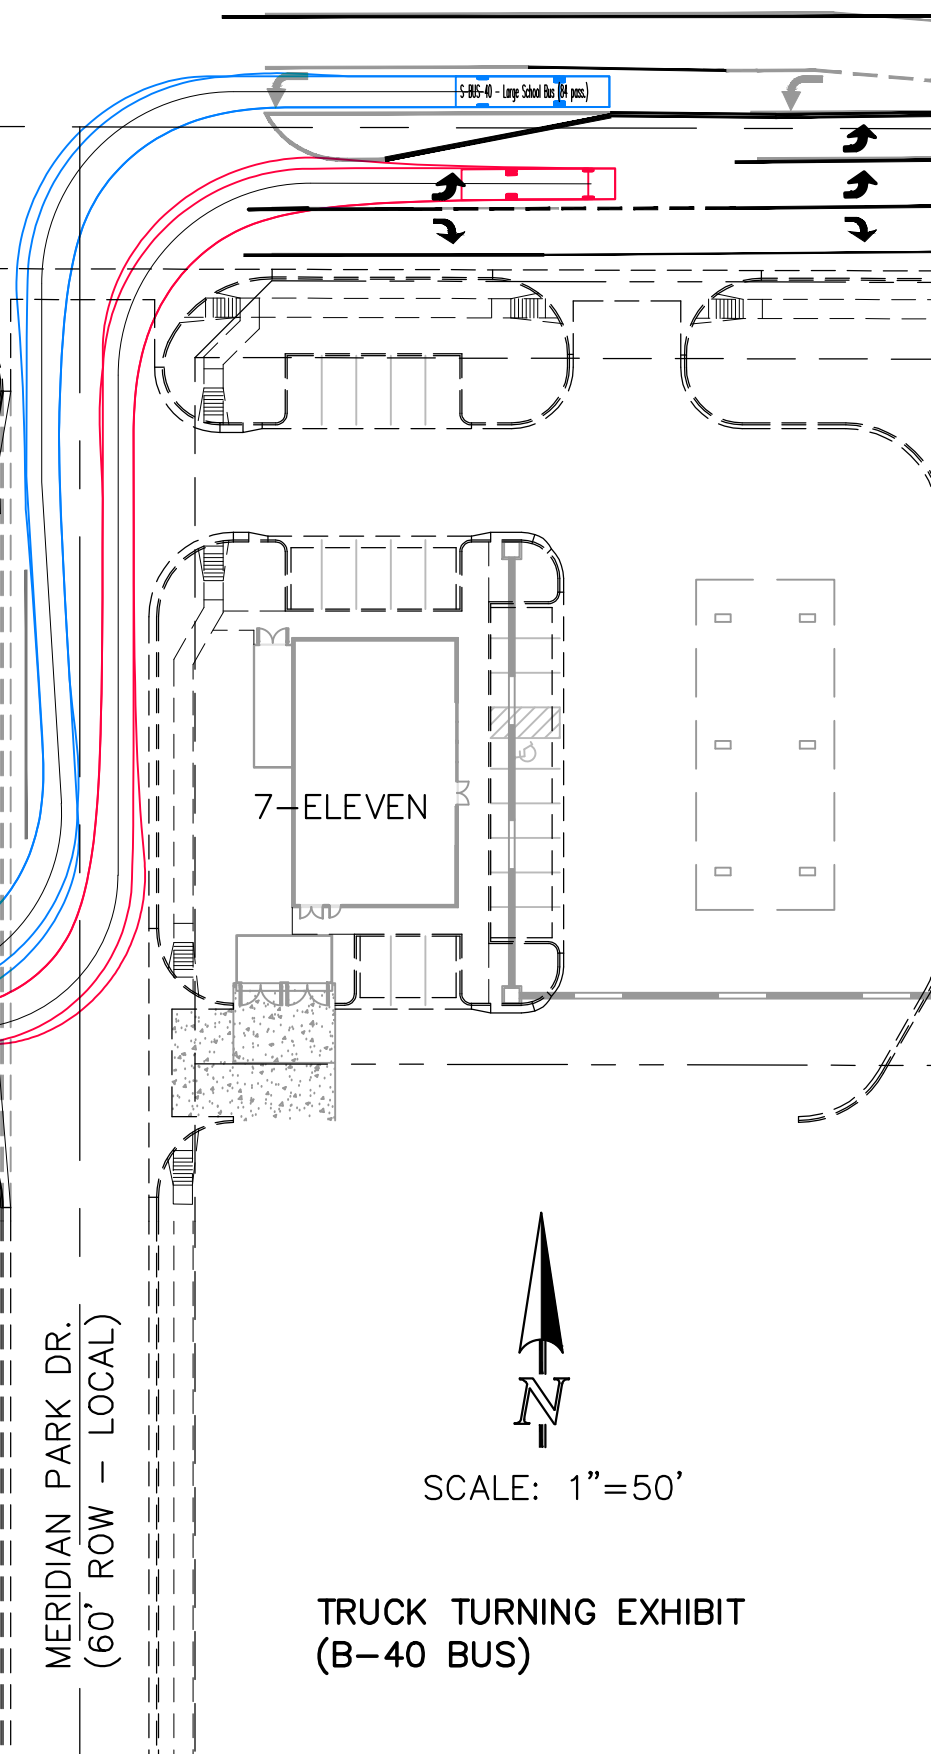 S-BUS-40 - Large School Bus (84 pass.)
7-ELEVEN
MERIDIAN PARK DR.
(60' ROW - LOCAL)
N
SCALE: 1"=50'
TRUCK TURNING EXHIBIT
(B-40 BUS)